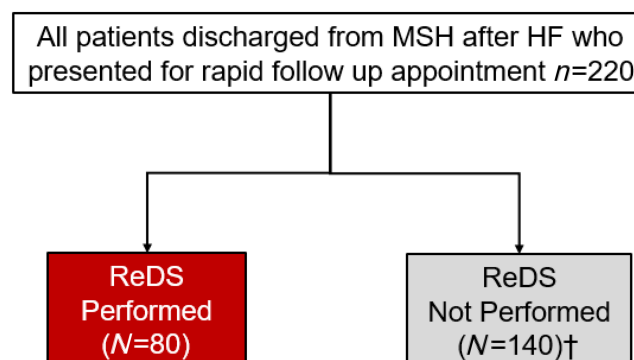 All patients discharged from MSH after HF who
presented for rapid follow up appointment n=220
ReDS
Performed
(N=80)
ReDS
Not Performed
(N=140)†